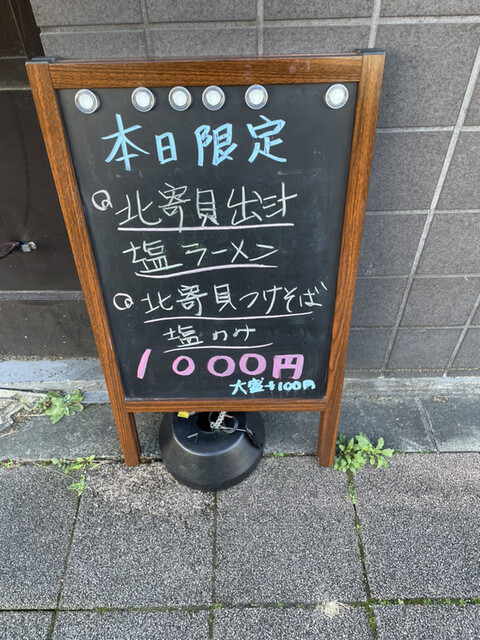 本日限定
北寄貝出汁
塩ラーメン
北寄貝つけそば
塩のみ
1000円
大盛+100円